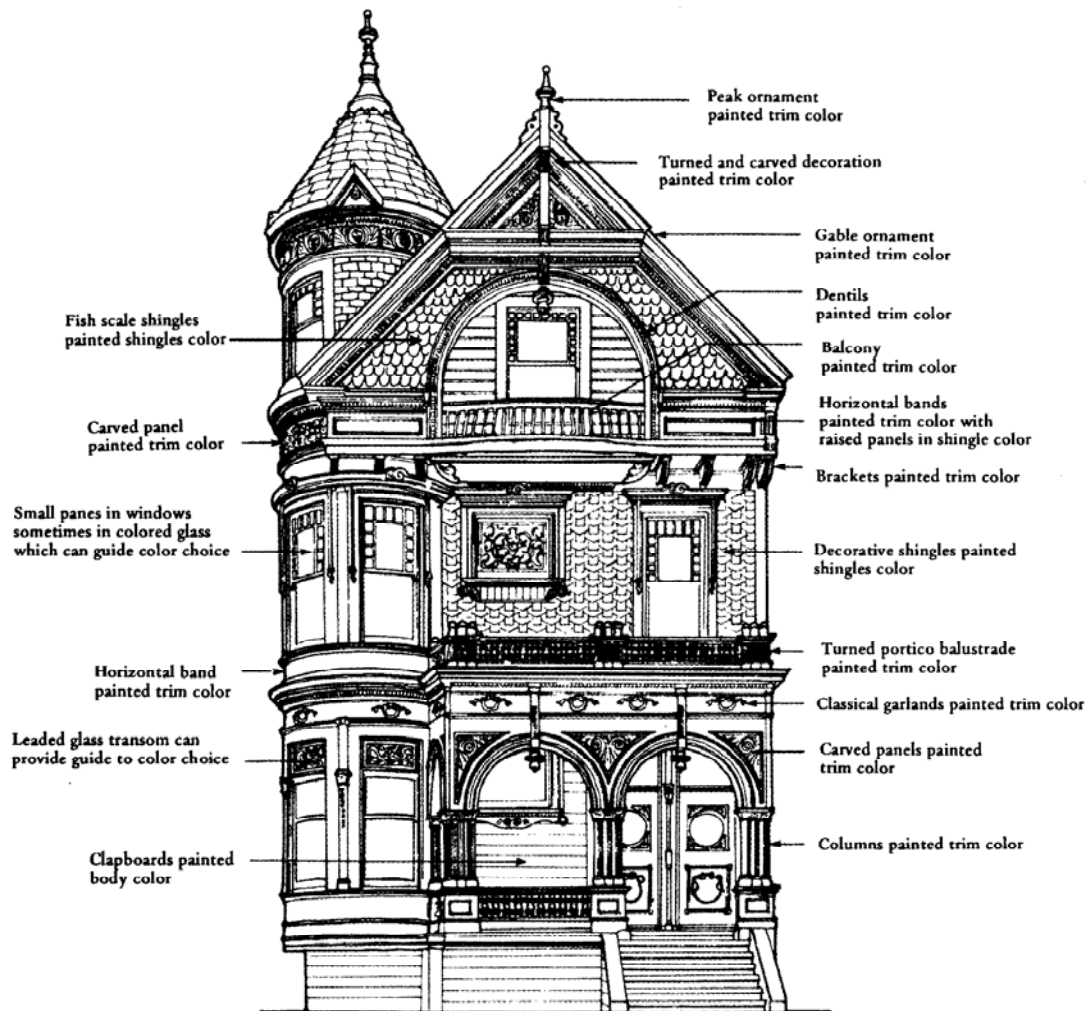 Peak ornament
painted trim color
Turned and carved decoration
painted trim color
Gable ornament
painted trim color
Dentils
painted trim color
Balcony
painted trim color
Horizontal bands
painted trim color with
raised panels in shingle color
Brackets painted trim color
Decorative shingles painted
shingles color
Turned portico balustrade
painted trim color
Classical garlands painted trim color
Carved panels painted
trim color
Columns painted trim color
Fish scale shingles
painted shingles color
Carved panel
painted trim color
Small panes in windows
sometimes in colored glass
which can guide color choice
Horizontal band
painted trim color
Leaded glass transom can
provide guide to color choice
Clapboards painted
body color